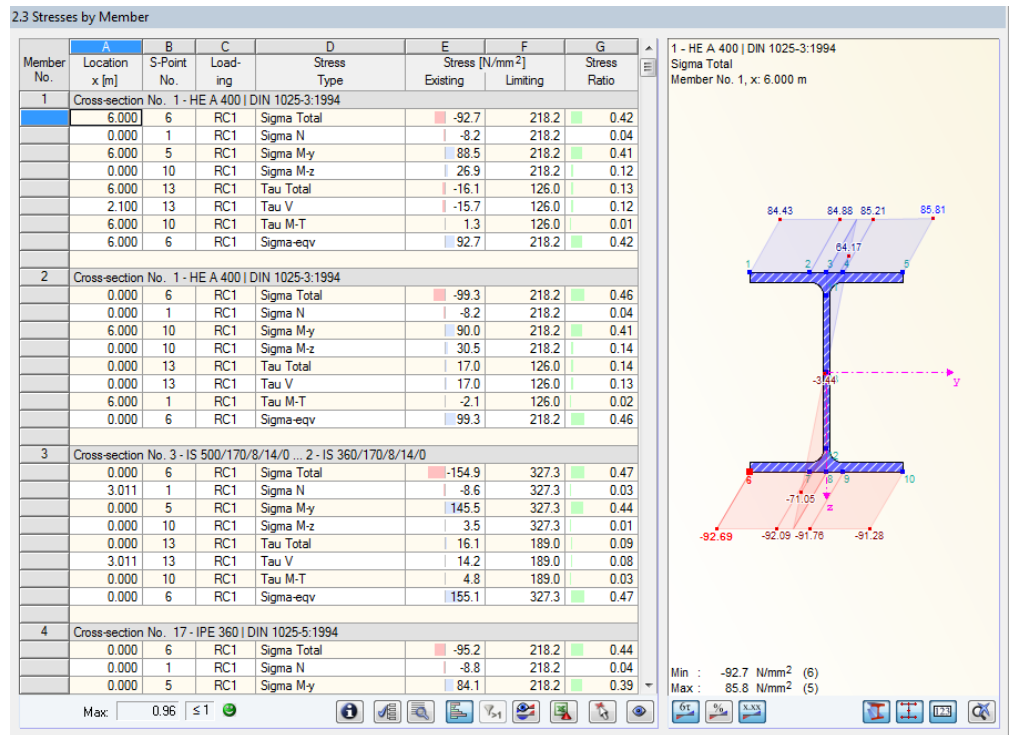 2.3 Stresses by Member
A B C D E F G
Member Location S-Point Load- Stress Stress [N/mm²] Stress
No. x [m] No. ing Type Existing Limiting Ratio
1 Cross-section No. 1 - HE A 400 | DIN 1025-3:1994
6.000 6 RC1 Sigma Total -92.7 218.2 0.42
0.000 1 RC1 Sigma N -8.2 218.2 0.04
6.000 5 RC1 Sigma M-y 88.5 218.2 0.41
0.000 10 RC1 Sigma M-z 26.9 218.2 0.12
6.000 13 RC1 Tau Total -16.1 126.0 0.13
2.100 13 RC1 Tau V -15.7 126.0 0.12
6.000 10 RC1 Tau M-T 1.3 126.0 0.01
6.000 6 RC1 Sigma-eqv 92.7 218.2 0.42
2 Cross-section No. 1 - HE A 400 | DIN 1025-3:1994
0.000 6 RC1 Sigma Total -99.3 218.2 0.46
0.000 1 RC1 Sigma N -8.2 218.2 0.04
6.000 10 RC1 Sigma M-y 90.0 218.2 0.41
0.000 10 RC1 Sigma M-z 30.5 218.2 0.14
0.000 13 RC1 Tau Total 17.0 126.0 0.14
0.000 13 RC1 Tau V 17.0 126.0 0.13
6.000 1 RC1 Tau M-T -2.1 126.0 0.02
0.000 6 RC1 Sigma-eqv 99.3 218.2 0.46
3 Cross-section No. 3 - IS 500/170/8/14/0 ... 2 - IS 360/170/8/14/0
0.000 6 RC1 Sigma Total -154.9 327.3 0.47
3.011 1 RC1 Sigma N -8.6 327.3 0.03
0.000 5 RC1 Sigma M-y 145.5 327.3 0.44
0.000 10 RC1 Sigma M-z 3.5 327.3 0.01
0.000 13 RC1 Tau Total 16.1 189.0 0.09
3.011 13 RC1 Tau V 14.2 189.0 0.08
0.000 10 RC1 Tau M-T 4.8 189.0 0.03
0.000 6 RC1 Sigma-eqv 155.1 327.3 0.47
4 Cross-section No. 17 - IPE 360 | DIN 1025-5:1994
0.000 6 RC1 Sigma Total -95.2 218.2 0.44
0.000 1 RC1 Sigma N -8.8 218.2 0.04
0.000 5 RC1 Sigma M-y 84.1 218.2 0.39
Max: 0.96 ≤ 1
1 - HE A 400 | DIN 1025-3:1994
Sigma Total
Member No. 1, x: 6.000 m
84.43 84.88 85.21 85.81
64.17
1 2 3 4 5
-3.44
y
6 7 8 9 10
-71.05
z
-92.69 -92.09 -91.76 -91.28
Min : -92.7 N/mm² (6)
Max : 85.8 N/mm² (5)
στ % x.xx 123